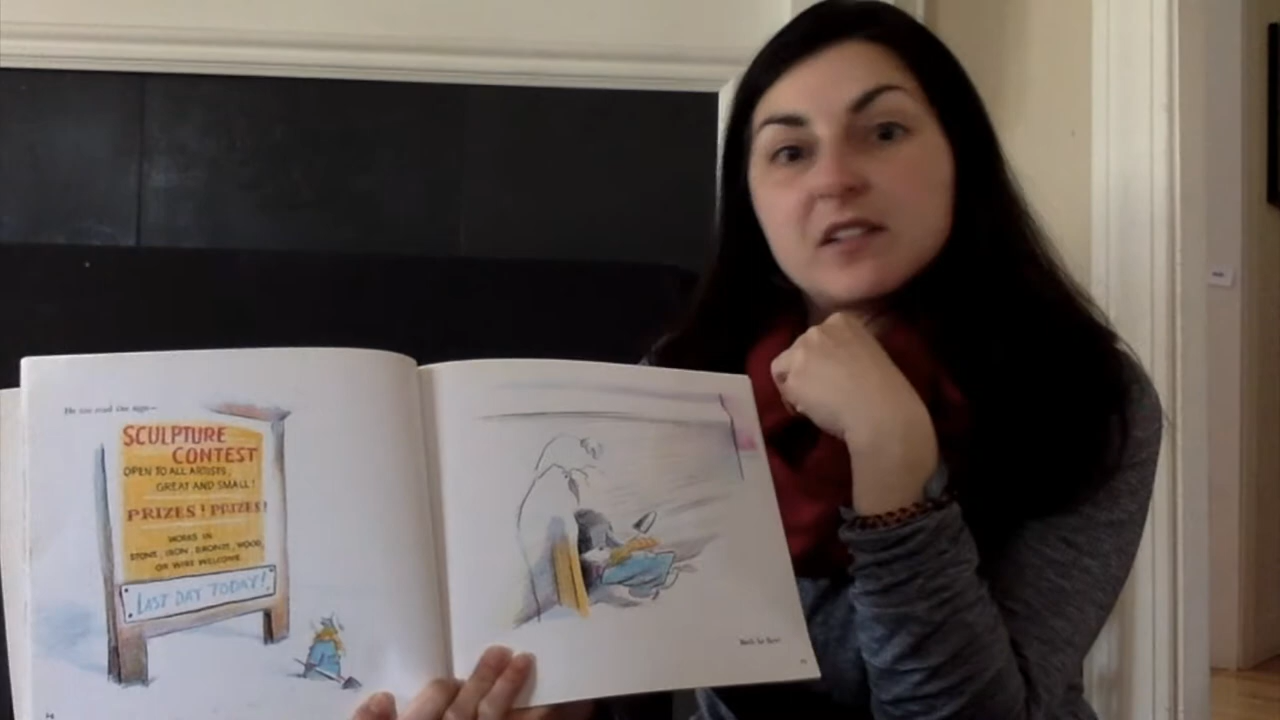 He too read the sign—
SCULPTURE
CONTEST
OPEN TO ALL ARTISTS,
GREAT AND SMALL!
PRIZES! PRIZES!
WORKS IN
STONE, IRON, BRONZE, WOOD,
OR WIRE WELCOME
LAST DAY TODAY!